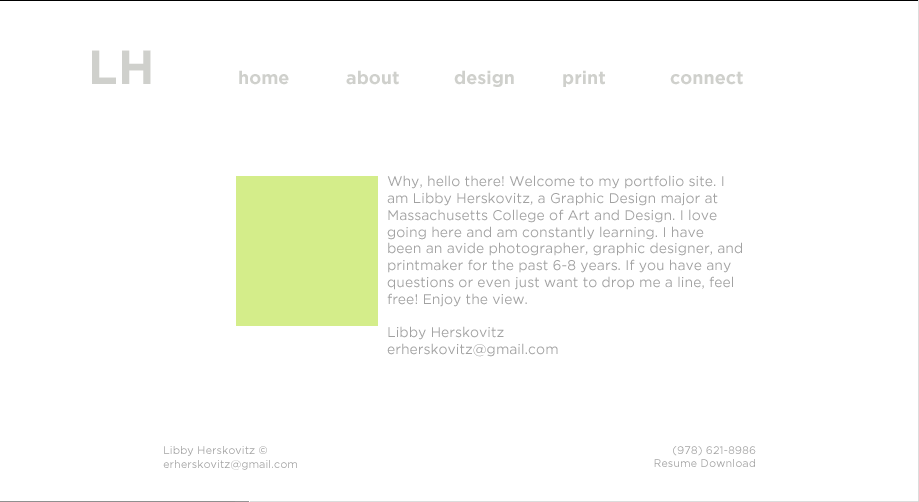 LH
home about design print connect
Why, hello there! Welcome to my portfolio site. I
am Libby Herskovitz, a Graphic Design major at
Massachusetts College of Art and Design. I love
going here and am constantly learning. I have
been an avide photographer, graphic designer, and
printmaker for the past 6-8 years. If you have any
questions or even just want to drop me a line, feel
free! Enjoy the view.
Libby Herskovitz
erherskovitz@gmail.com
Libby Herskovitz ©
erherskovitz@gmail.com
(978) 621-8986
Resume Download